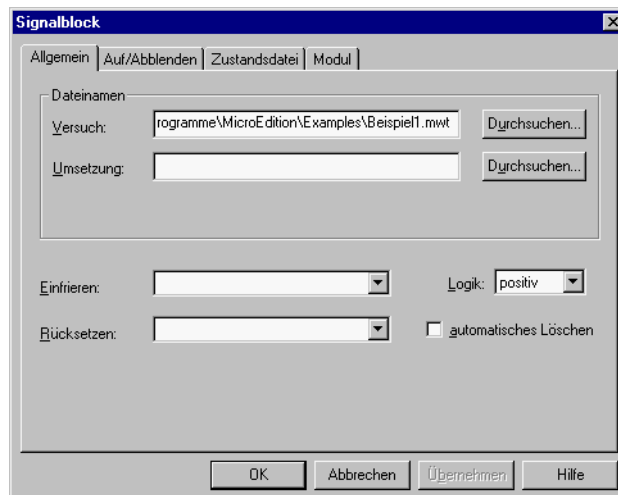 Signalblock
Allgemein Auf/Abblenden Zustandsdatei Modul
Dateinamen
Versuch: rogramme\MicroEdition\Examples\Beispiel1.mwt Durchsuchen...
Umsetzung: Durchsuchen...
Einfrieren: Logik: positiv
Rücksetzen: automatisches Löschen
OK Abbrechen Übernehmen Hilfe